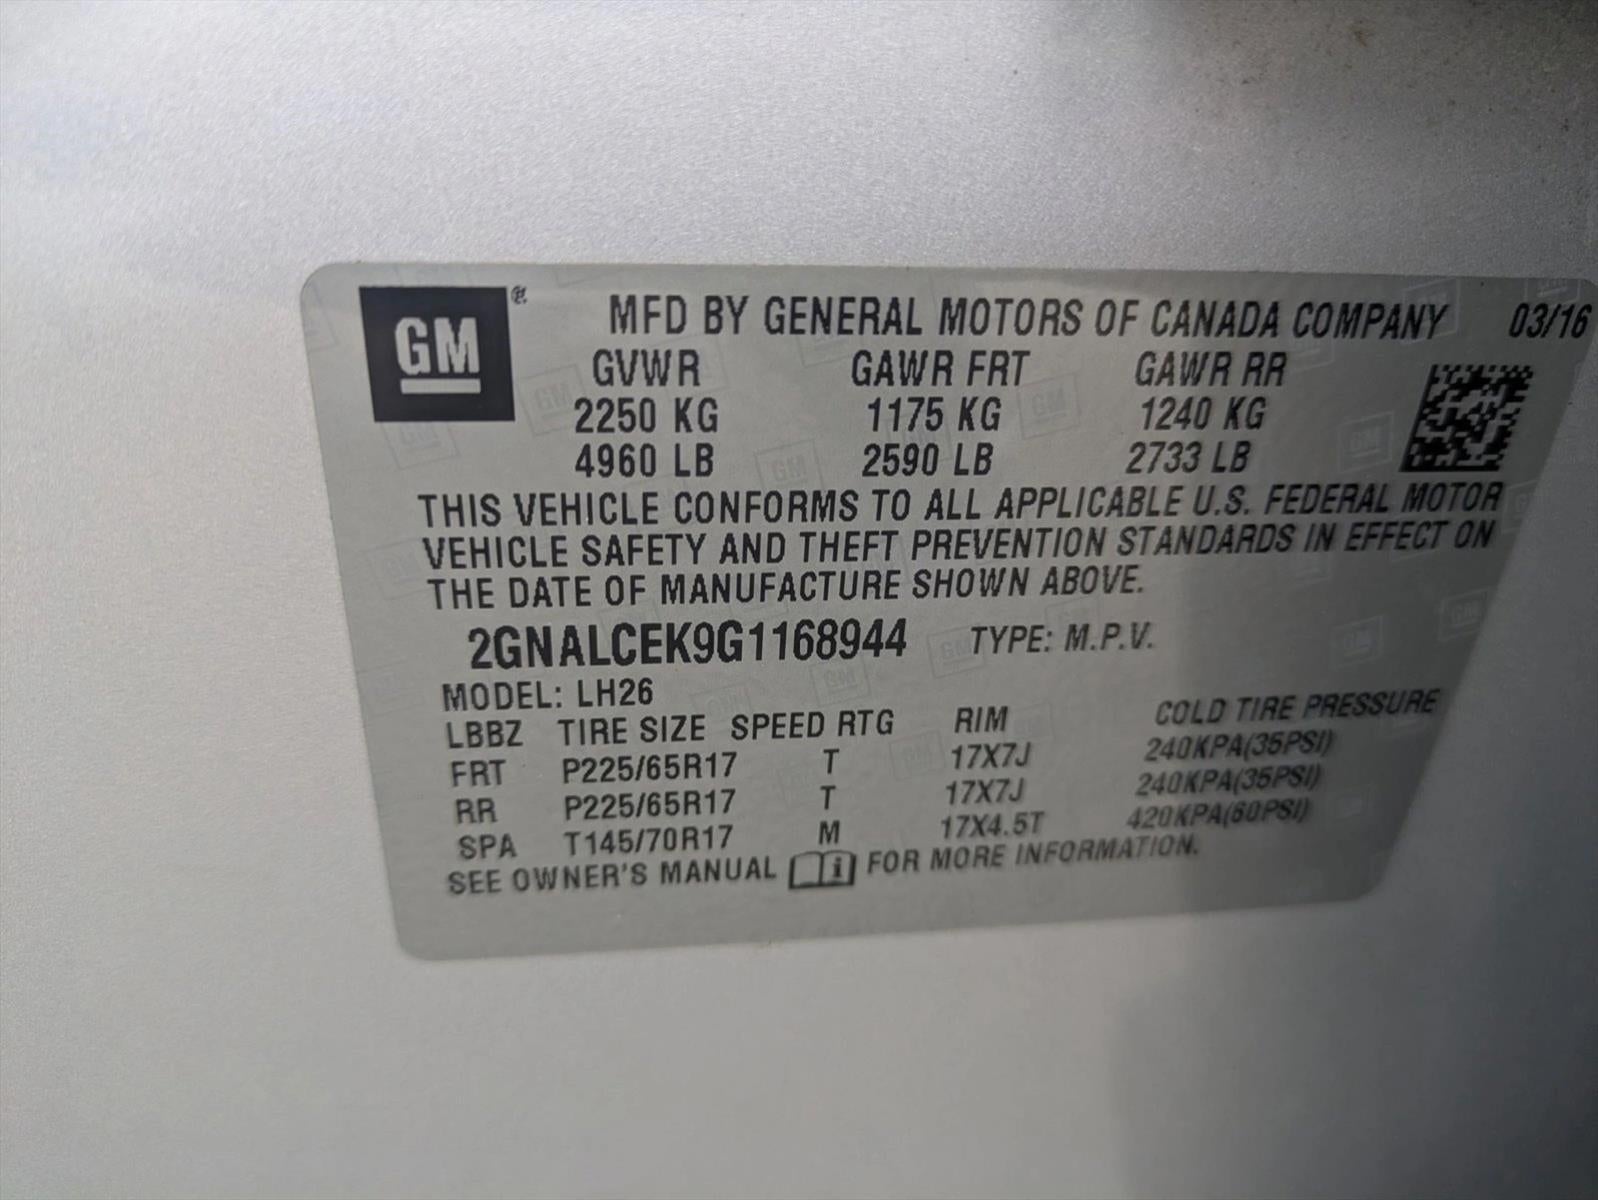 GM
MFD BY GENERAL MOTORS OF CANADA COMPANY 03/16
GVWR GAWR FRT GAWR RR
2250 KG 1175 KG 1240 KG
4960 LB 2590 LB 2733 LB
THIS VEHICLE CONFORMS TO ALL APPLICABLE U.S. FEDERAL MOTOR
VEHICLE SAFETY AND THEFT PREVENTION STANDARDS IN EFFECT ON
THE DATE OF MANUFACTURE SHOWN ABOVE.
2GNALCEK9G1168944 TYPE: M.P.V.
MODEL: LH26
LBBZ TIRE SIZE SPEED RTG RIM COLD TIRE PRESSURE
FRT P225/65R17 T 17X7J 240KPA(35PSI)
RR P225/65R17 T 17X7J 240KPA(35PSI)
SPA T145/70R17 M 17X4.5T 420KPA(60PSI)
SEE OWNER'S MANUAL i FOR MORE INFORMATION.